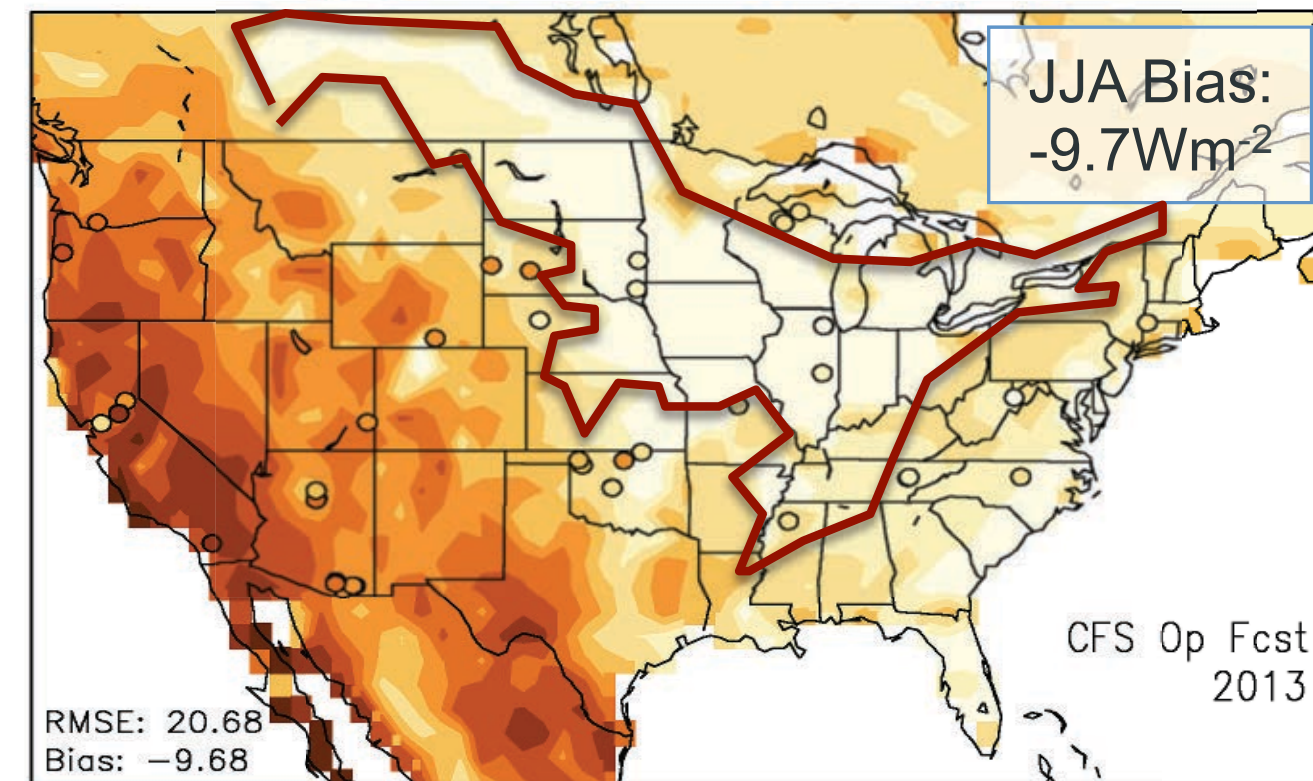 JJA Bias:
-9.7Wm⁻²
CFS Op Fcst
2013
RMSE: 20.68
Bias: −9.68